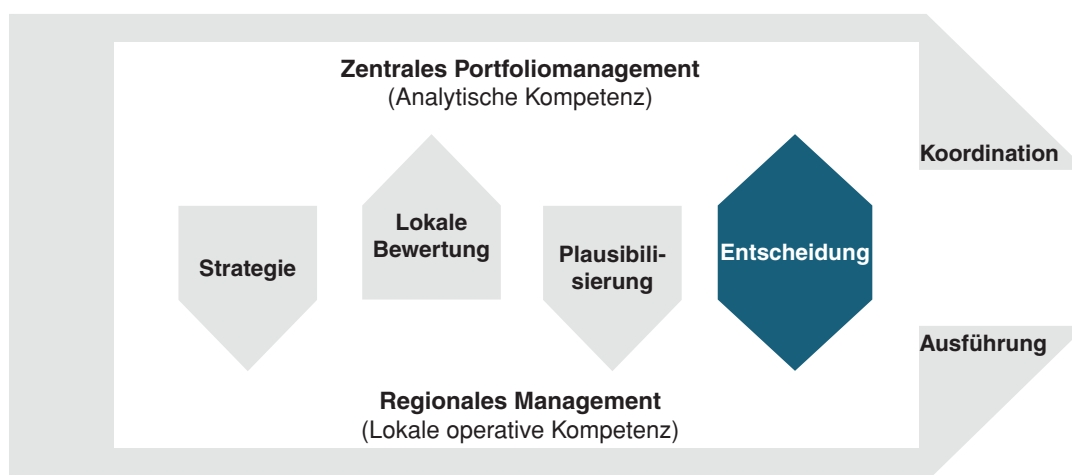 Zentrales Portfoliomanagement
(Analytische Kompetenz)
Koordination
Strategie
Lokale
Bewertung
Plausibili-
sierung
Entscheidung
Ausführung
Regionales Management
(Lokale operative Kompetenz)